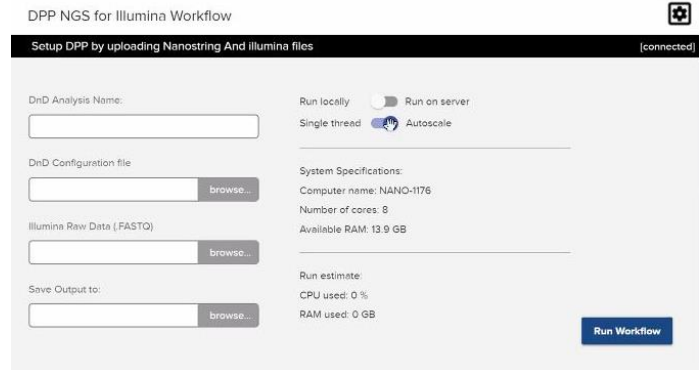 DPP NGS for Illumina Workflow
Setup DPP by uploading Nanostring And illumina files [connected]
DnD Analysis Name:
DnD Configuration file
browse...
Illumina Raw Data (.FASTQ)
browse...
Save Output to:
browse...
Run locally Run on server
Single thread Autoscale
System Specifications:
Computer name: NANO-1176
Number of cores: 8
Available RAM: 13.9 GB
Run estimate:
CPU used: 0 %
RAM used: 0 GB
Run Workflow